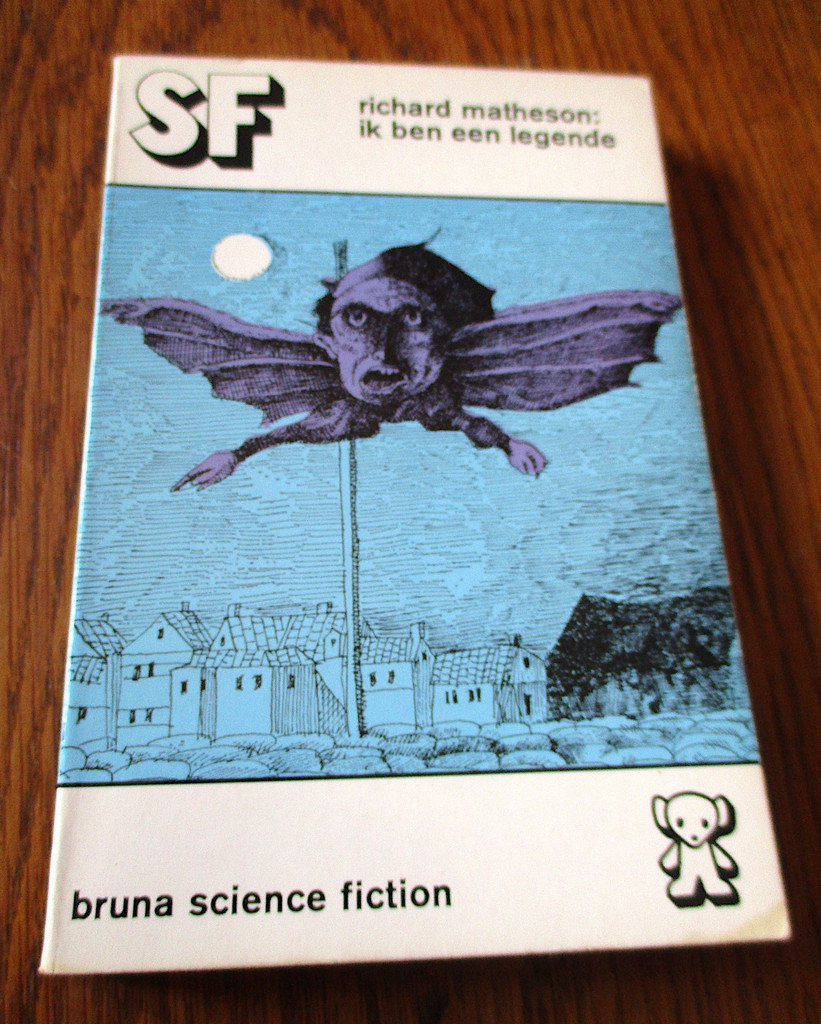 SF
richard matheson:
ik ben een legende
bruna science fiction